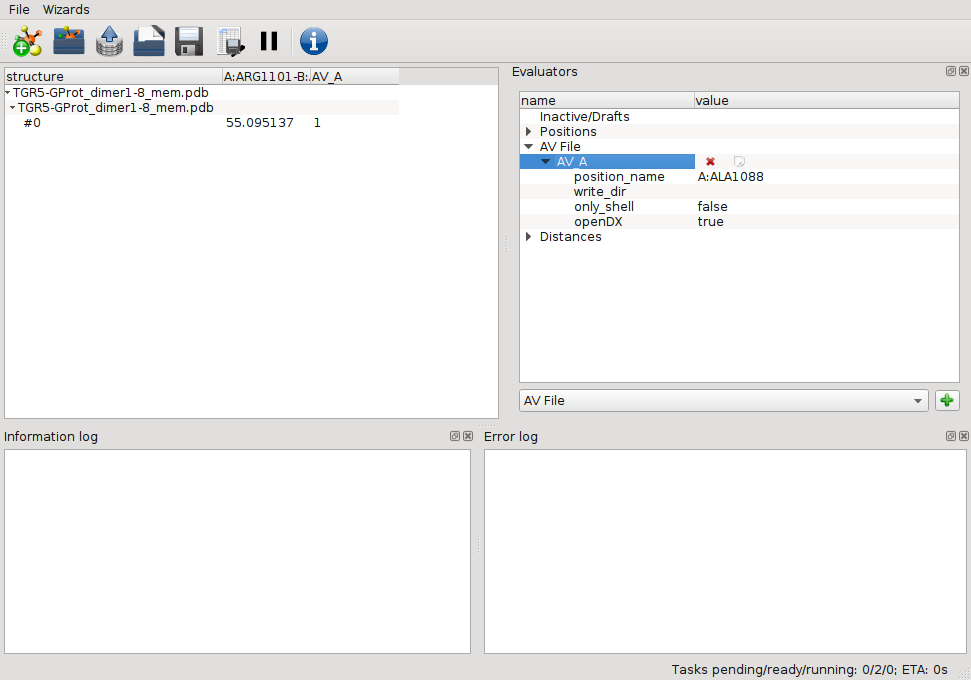 File Wizards
structure A:ARG1101-B: AV_A
TGR5-GProt_dimer1-8_mem.pdb
TGR5-GProt_dimer1-8_mem.pdb
#0 55.095137 1
Evaluators
name value
Inactive/Drafts
Positions
AV File
AV_A
position_name A:ALA1088
write_dir
only_shell false
openDX true
Distances
AV File
Information log
Error log
Tasks pending/ready/running: 0/2/0; ETA: 0s